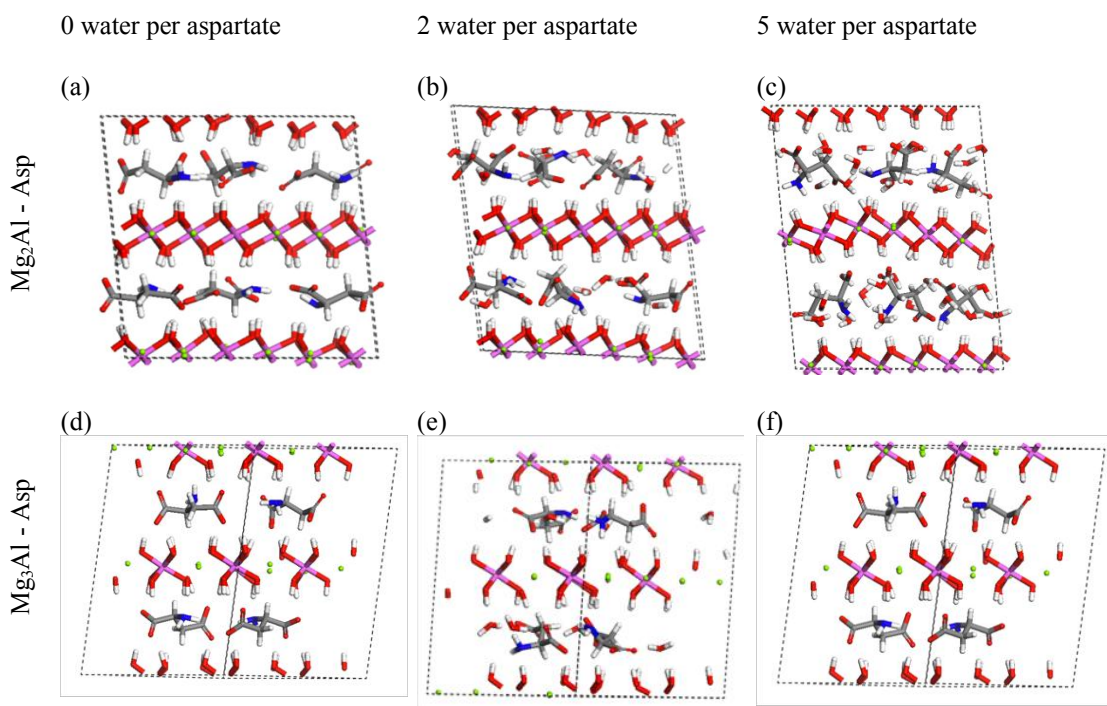 0 water per aspartate 2 water per aspartate 5 water per aspartate
(a) (b) (c)
Mg₂Al - Asp
(d) (e) (f)
Mg₃Al - Asp